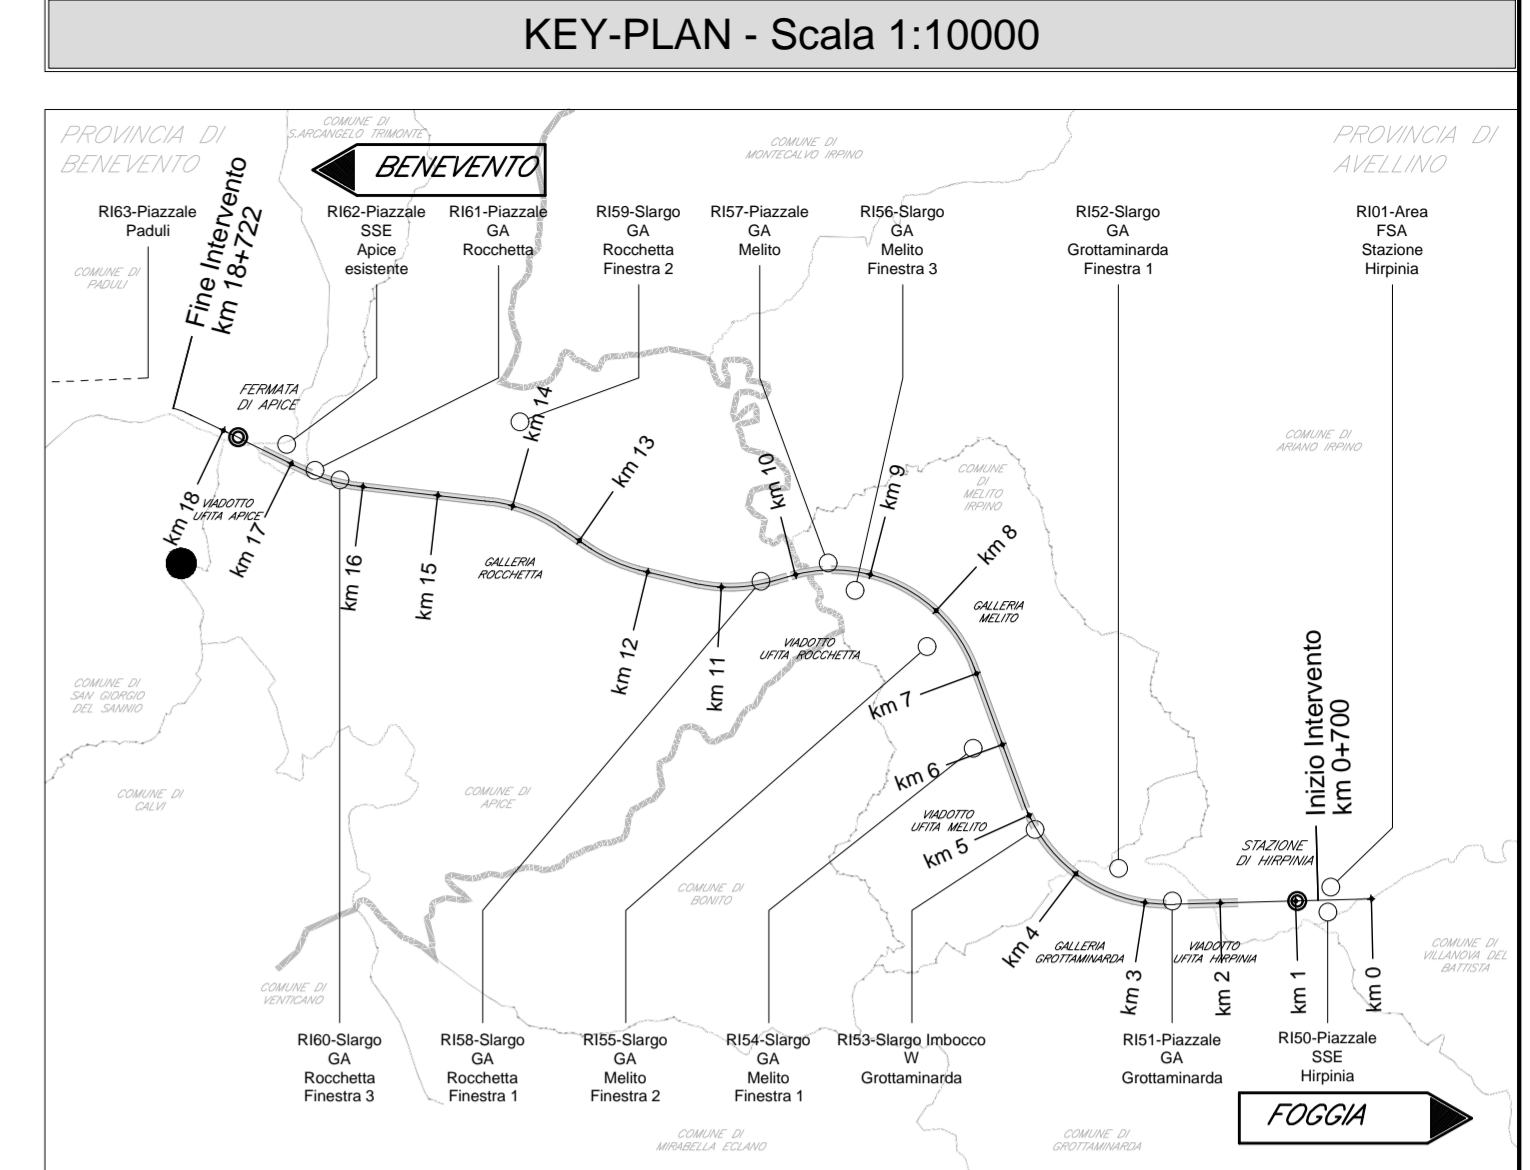 KEY-PLAN - Scala 1:10000
PROVINCIA DI
BENEVENTO
COMUNE DI
S.ARCANGELO TRIMONTE
BENEVENTO
COMUNE DI
MONTECALVO IRPINO
PROVINCIA DI
AVELLINO
RI63-Piazzale
Paduli
Fine Intervento
km 18+722
RI62-Piazzale
SSE
Apice
esistente
RI61-Piazzale
GA
Rocchetta
RI59-Slargo
GA
Rocchetta
Finestra 2
RI57-Piazzale
GA
Melito
RI56-Slargo
GA
Melito
Finestra 3
RI52-Slargo
GA
Grottaminarda
Finestra 1
RI01-Area
FSA
Stazione
Hirpinia
COMUNE DI
PADULI
FERMATA
DI APICE
km 14
km 13
km 10
km 9
COMUNE
DI
MELITO
IRPINO
COMUNE DI
ARIANO IRPINO
km 18
VIADOTTO
UFITA APICE
km 17
km 16
km 15
GALLERIA
ROCCHETTA
km 12
km 11
VIADOTTO
UFITA ROCCHETTA
km 8
GALLERIA
MELITO
km 7
km 6
COMUNE DI
SAN GIORGIO
DEL SANNIO
Inizio Intervento
km 0+700
COMUNE DI
CALVI
COMUNE DI
APICE
VIADOTTO
UFITA MELITO
km 5
STAZIONE
DI HIRPINIA
COMUNE DI
BONITO
km 4
GALLERIA
GROTTAMINARDA
km 3
VIADOTTO
UFITA HIRPINIA
km 2
km 1
km 0
COMUNE DI
VILLANOVA DEL
BATTISTA
COMUNE DI
VENTICANO
RI60-Slargo
GA
Rocchetta
Finestra 3
RI58-Slargo
GA
Rocchetta
Finestra 1
RI55-Slargo
GA
Melito
Finestra 2
RI54-Slargo
GA
Melito
Finestra 1
RI53-Slargo Imbocco
W
Grottaminarda
RI51-Piazzale
GA
Grottaminarda
RI50-Piazzale
SSE
Hirpinia
FOGGIA
COMUNE DI
MIRABELLA ECLANO
COMUNE DI
GROTTAMINARDA